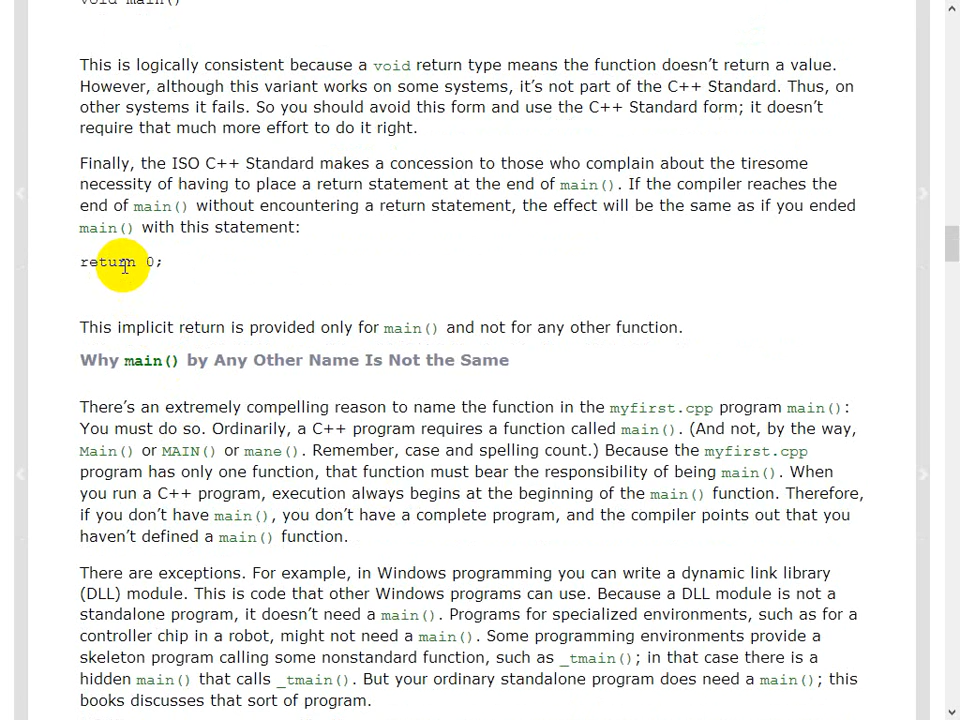 void main()
This is logically consistent because a void return type means the function doesn’t return a value.
However, although this variant works on some systems, it’s not part of the C++ Standard. Thus, on
other systems it fails. So you should avoid this form and use the C++ Standard form; it doesn’t
require that much more effort to do it right.
Finally, the ISO C++ Standard makes a concession to those who complain about the tiresome
necessity of having to place a return statement at the end of main(). If the compiler reaches the
end of main() without encountering a return statement, the effect will be the same as if you ended
main() with this statement:
return 0;
This implicit return is provided only for main() and not for any other function.
Why main() by Any Other Name Is Not the Same
There’s an extremely compelling reason to name the function in the myfirst.cpp program main():
You must do so. Ordinarily, a C++ program requires a function called main(). (And not, by the way,
Main() or MAIN() or mane(). Remember, case and spelling count.) Because the myfirst.cpp
program has only one function, that function must bear the responsibility of being main(). When
you run a C++ program, execution always begins at the beginning of the main() function. Therefore,
if you don’t have main(), you don’t have a complete program, and the compiler points out that you
haven’t defined a main() function.
There are exceptions. For example, in Windows programming you can write a dynamic link library
(DLL) module. This is code that other Windows programs can use. Because a DLL module is not a
standalone program, it doesn’t need a main(). Programs for specialized environments, such as for a
controller chip in a robot, might not need a main(). Some programming environments provide a
skeleton program calling some nonstandard function, such as _tmain(); in that case there is a
hidden main() that calls _tmain(). But your ordinary standalone program does need a main(); this
books discusses that sort of program.